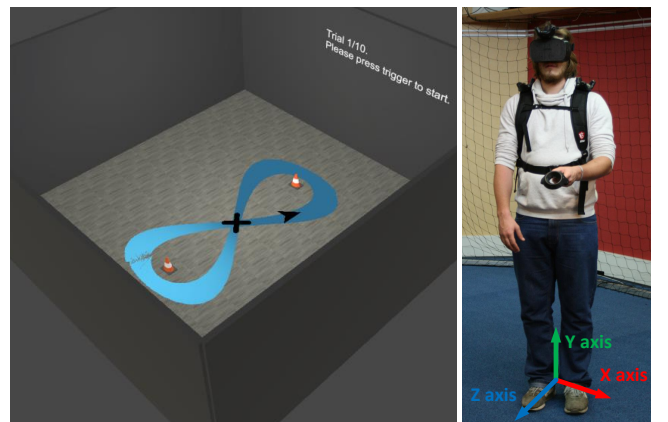 Trial 1/10.
Please press trigger to start.
Y axis
X axis
Z axis